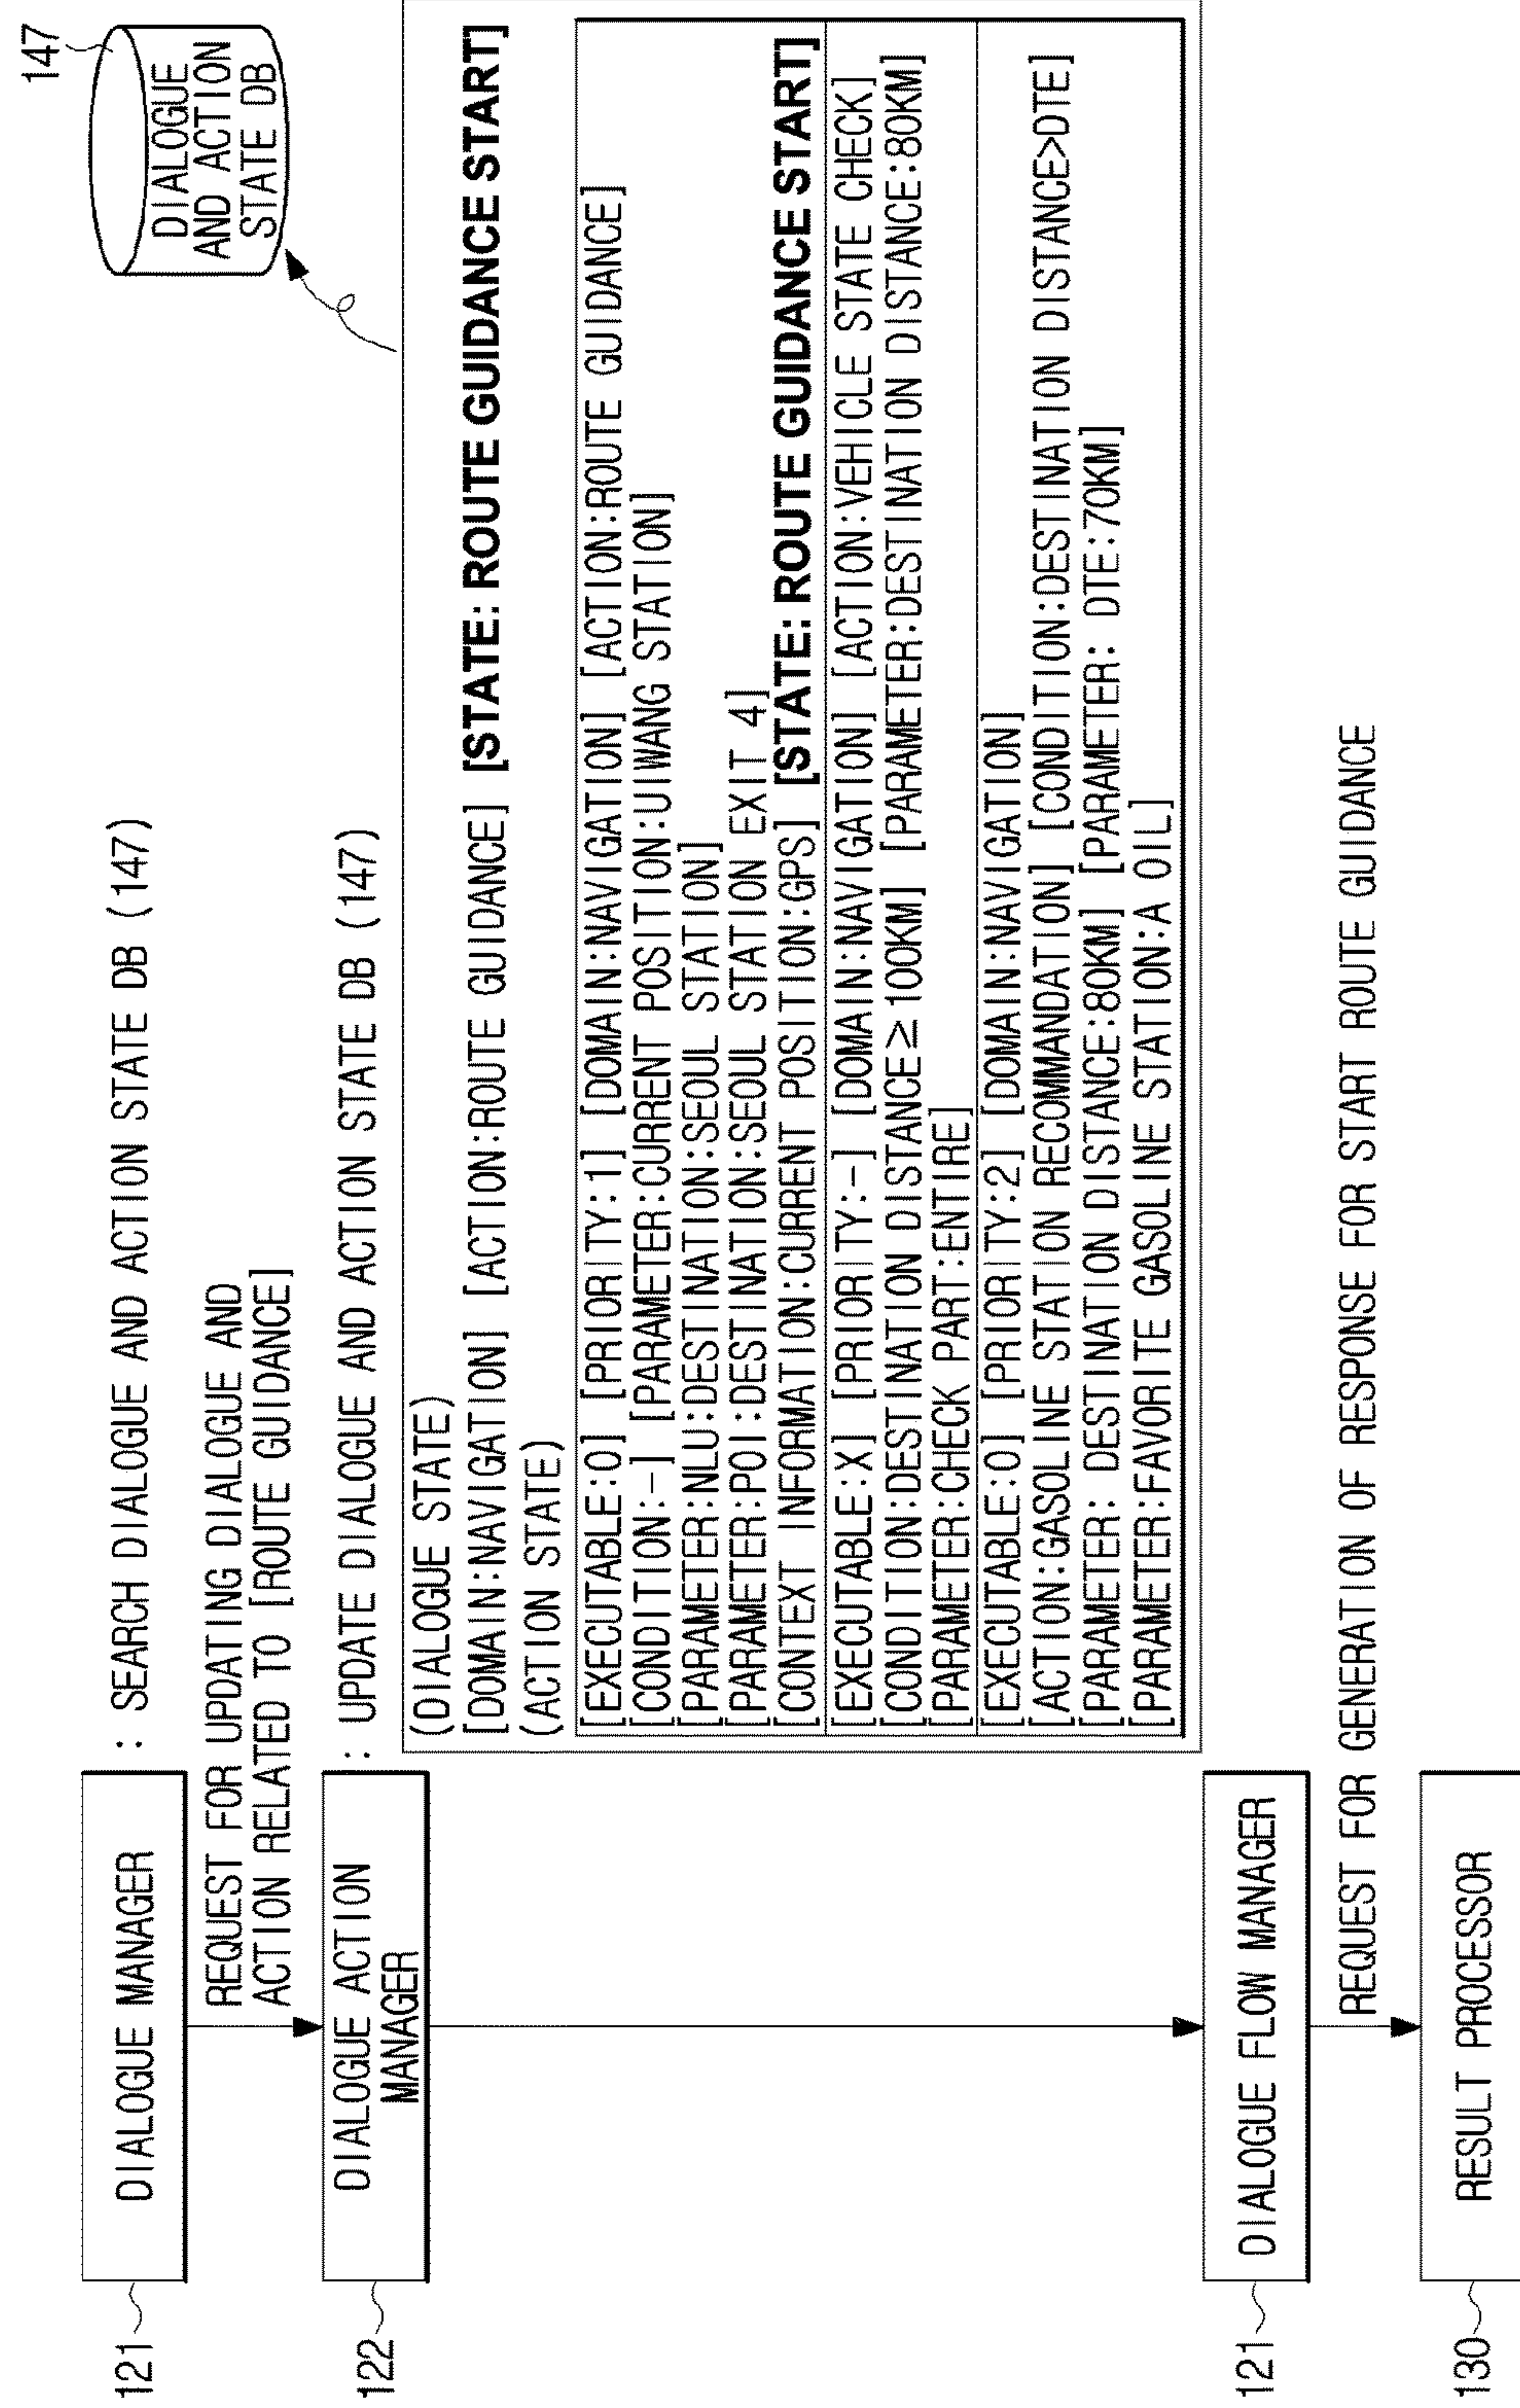 147
DIALOGUE
AND ACTION
STATE DB
121
DIALOGUE MANAGER
: SEARCH DIALOGUE AND ACTION STATE DB (147)
REQUEST FOR UPDATING DIALOGUE AND
ACTION RELATED TO [ROUTE GUIDANCE]
122
DIALOGUE ACTION
MANAGER
: UPDATE DIALOGUE AND ACTION STATE DB (147)
(DIALOGUE STATE)
[DOMAIN:NAVIGATION] [ACTION:ROUTE GUIDANCE] [STATE: ROUTE GUIDANCE START]
(ACTION STATE)
[EXECUTABLE:O] [PRIORITY:1] [DOMAIN:NAVIGATION] [ACTION:ROUTE GUIDANCE]
[CONDITION:-] [PARAMETER:CURRENT POSITION:UIWANG STATION]
[PARAMETER:NLU:DESTINATION:SEOUL STATION]
[PARAMETER:POI:DESTINATION:SEOUL STATION EXIT 4]
[CONTEXT INFORMATION:CURRENT POSITION:GPS] [STATE: ROUTE GUIDANCE START]
[EXECUTABLE:X] [PRIORITY:-] [DOMAIN:NAVIGATION] [ACTION:VEHICLE STATE CHECK]
[CONDITION:DESTINATION DISTANCE≥100KM] [PARAMETER:DESTINATION DISTANCE:80KM]
[PARAMETER:CHECK PART:ENTIRE]
[EXECUTABLE:O] [PRIORITY:2] [DOMAIN:NAVIGATION]
[ACTION:GASOLINE STATION RECOMMANDATION] [CONDITION:DESTINATION DISTANCE>DTE]
[PARAMETER: DESTINATION DISTANCE:80KM] [PARAMETER: DTE:70KM]
[PARAMETER:FAVORITE GASOLINE STATION:A OIL]
121
DIALOGUE FLOW MANAGER
REQUEST FOR GENERATION OF RESPONSE FOR START ROUTE GUIDANCE
130
RESULT PROCESSOR